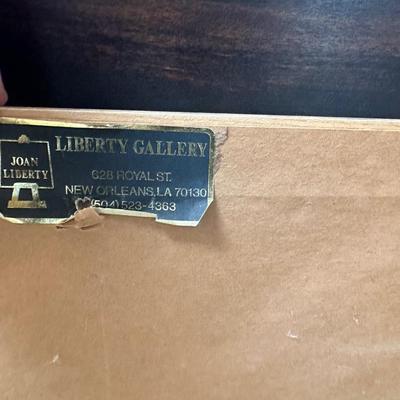 JOAN
LIBERTY
LIBERTY GALLERY
628 ROYAL ST.
NEW ORLEANS, LA 70130
(504) 523-4363